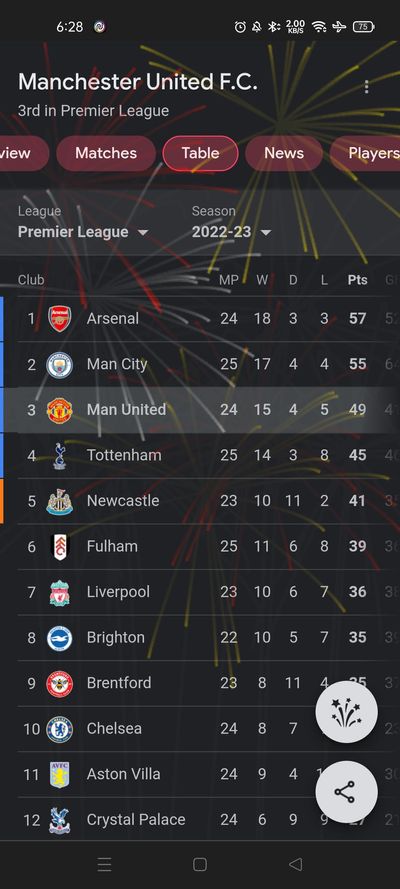 6:28 2.00 KB/S 75
Manchester United F.C.
3rd in Premier League
view Matches Table News Players
League Season
Premier League 2022-23
Club MP W D L Pts
1 Arsenal 24 18 3 3 57
2 Man City 25 17 4 4 55
3 Man United 24 15 4 5 49
4 Tottenham 25 14 3 8 45
5 Newcastle 23 10 11 2 41
6 Fulham 25 11 6 8 39
7 Liverpool 23 10 6 7 36
8 Brighton 22 10 5 7 35
9 Brentford 23 8 11 4 35
10 Chelsea 24 8 7
11 Aston Villa 24 9 4
12 Crystal Palace 24 6 9 9 27